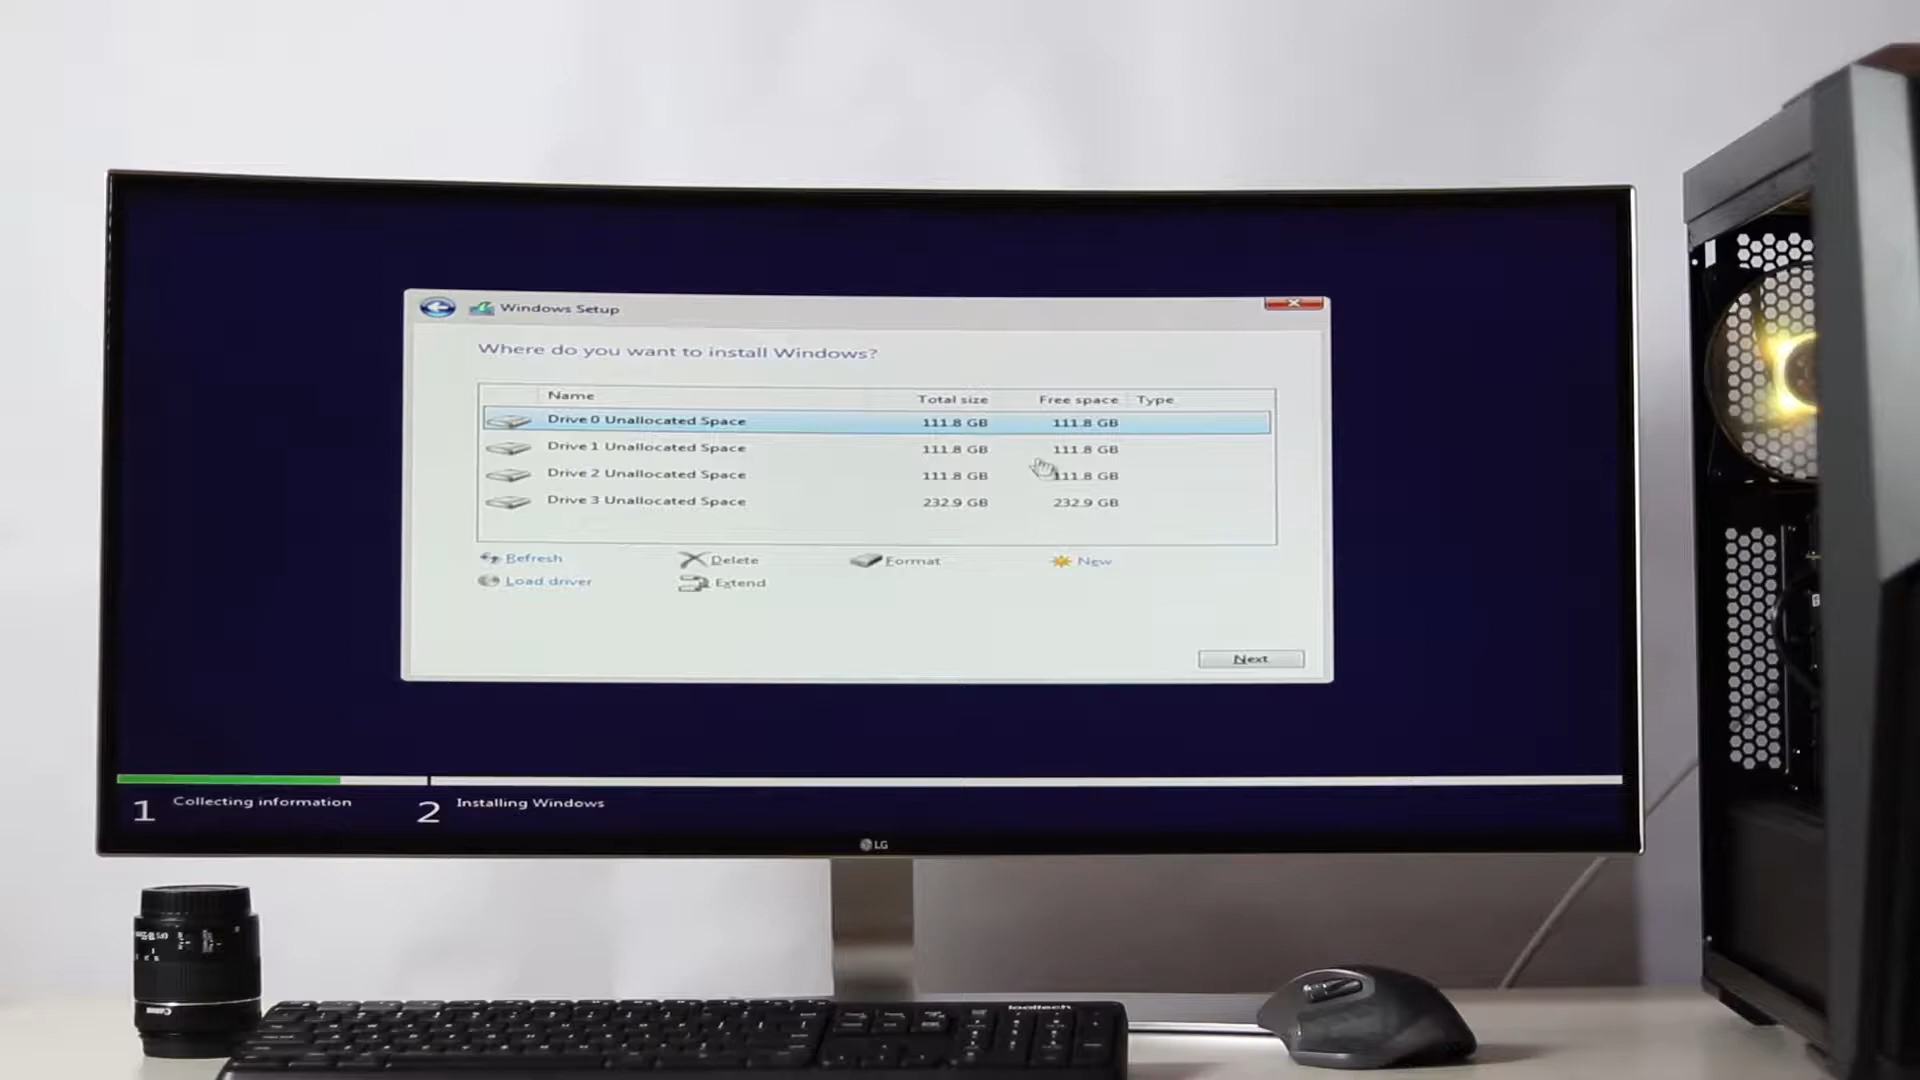 Windows Setup
Where do you want to install Windows?
Name Total size Free space Type
Drive 0 Unallocated Space 111.8 GB 111.8 GB
Drive 1 Unallocated Space 111.8 GB 111.8 GB
Drive 2 Unallocated Space 111.8 GB 111.8 GB
Drive 3 Unallocated Space 232.9 GB 232.9 GB
Refresh Delete Format New
Load driver Extend
Next
1 Collecting information 2 Installing Windows
LG
Canon